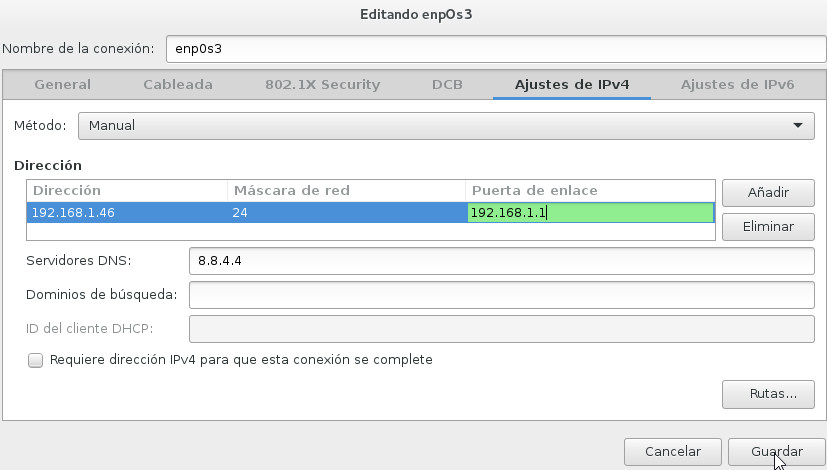 Editando enp0s3
Nombre de la conexión: enp0s3
General Cableada 802.1X Security DCB Ajustes de IPv4 Ajustes de IPv6
Método: Manual
Dirección
Dirección Máscara de red Puerta de enlace Añadir
192.168.1.46 24 192.168.1.1
Eliminar
Servidores DNS: 8.8.4.4
Dominios de búsqueda:
ID del cliente DHCP:
Requiere dirección IPv4 para que esta conexión se complete
Rutas...
Cancelar Guardar